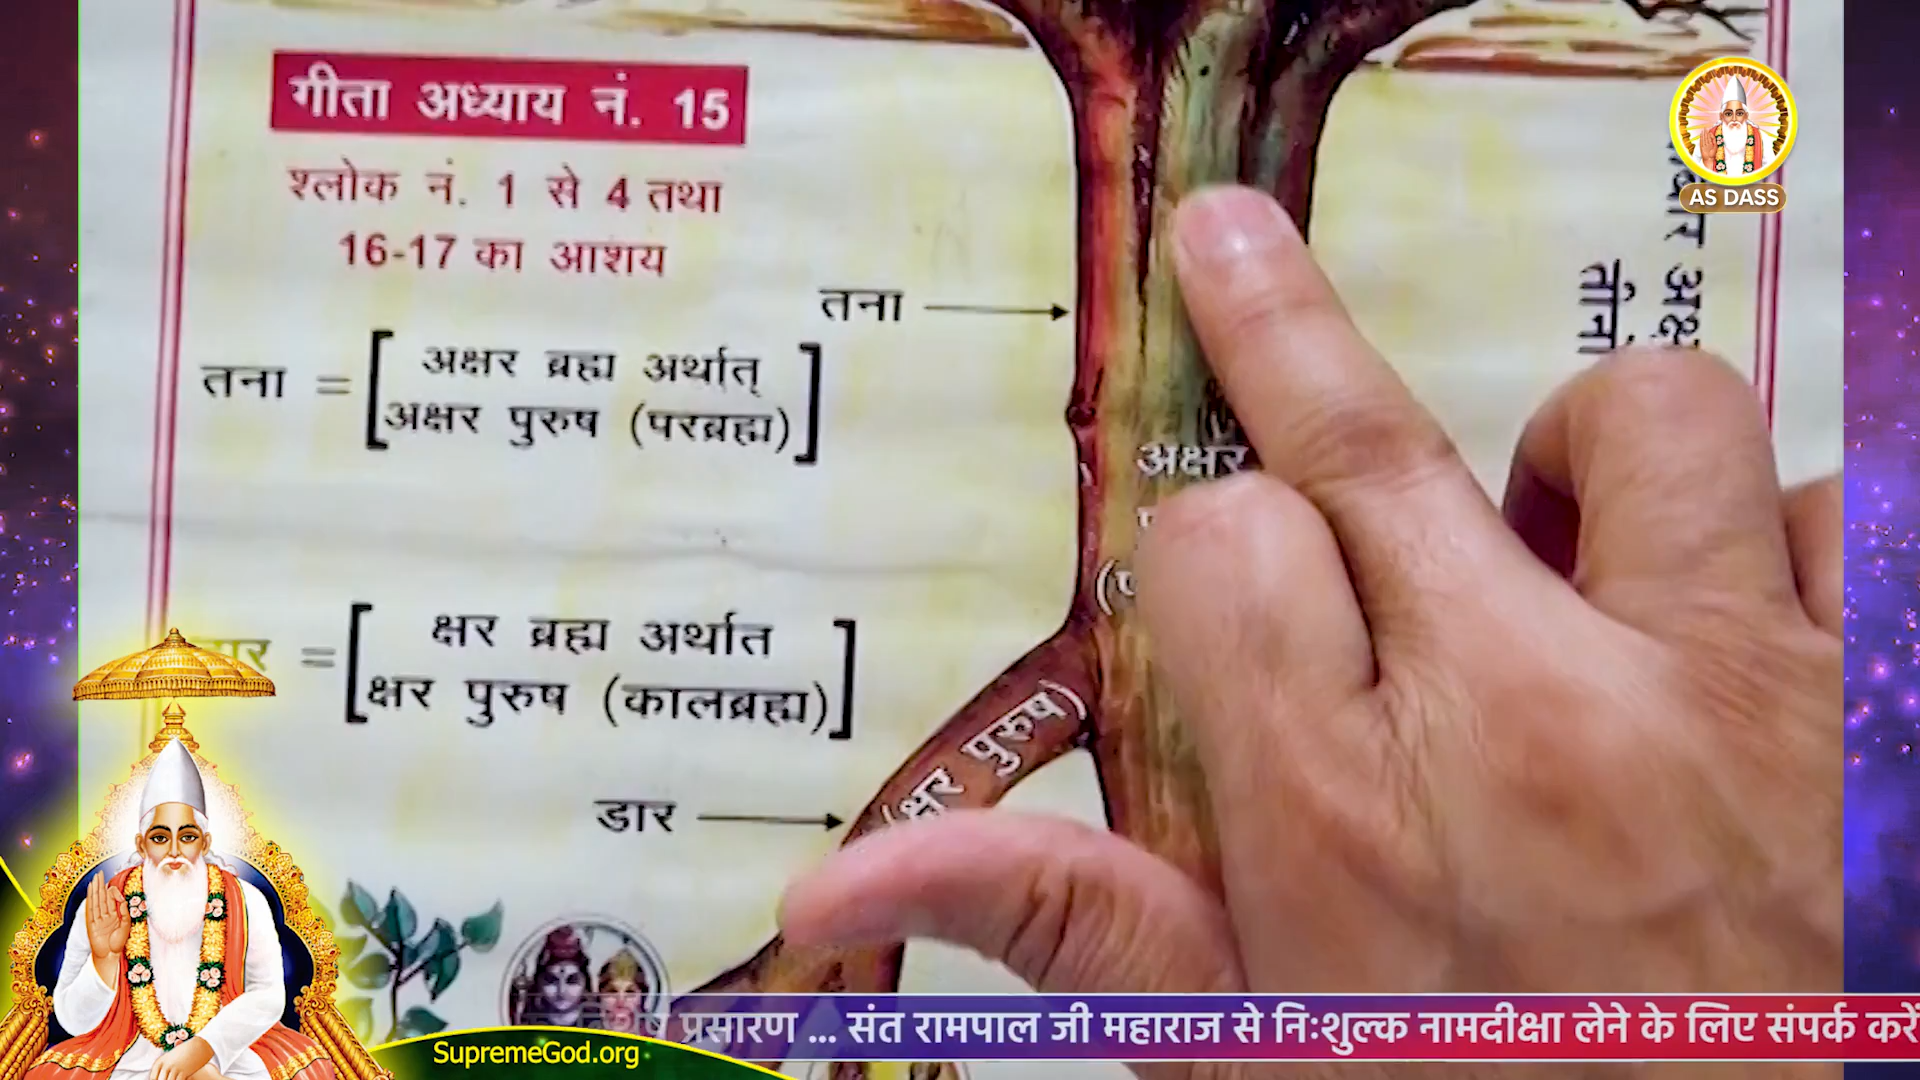 गीता अध्याय नं. 15
श्लोक नं. 1 से 4 तथा
16-17 का आशय
तना
तना = [अक्षर ब्रह्म अर्थात्
अक्षर पुरुष (परब्रह्म)]
अक्षर
= [क्षर ब्रह्म अर्थात
क्षर पुरुष (कालब्रह्म)]
(क्षर पुरुष)
डार
AS DASS
प्रसारण ... संत रामपाल जी महाराज से निःशुल्क नामदीक्षा लेने के लिए संपर्क करें
SupremeGod.org